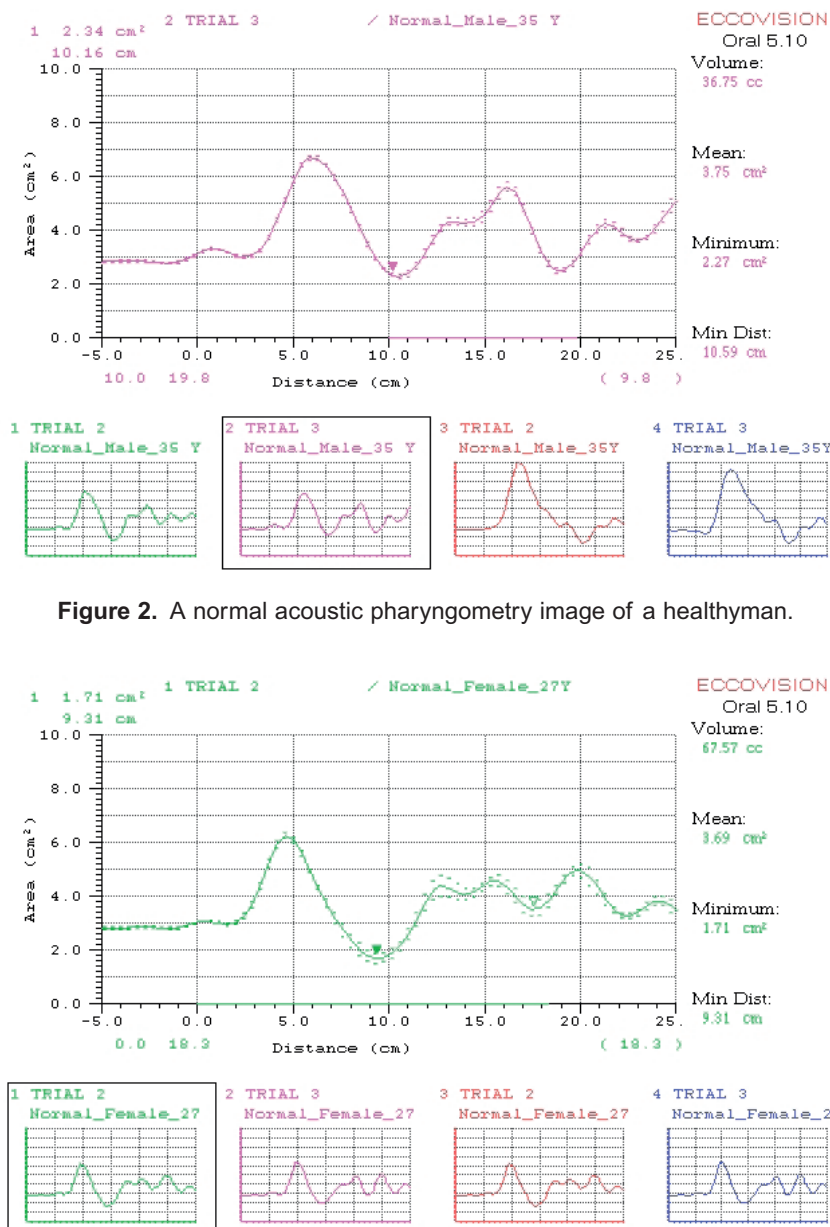 2 TRIAL 3 / Normal_Male_35 Y
ECCOVISION
Oral 5.10
1 2.34 cm²
10.16 cm
Volume:
36.75 cc
Mean:
3.75 cm²
Minimum:
2.27 cm²
Min Dist:
10.59 cm
Area (cm²)
10.0
8.0
6.0
4.0
2.0
0.0
-5.0 0.0 5.0 10.0 15.0 20.0 25.
10.0 19.8 Distance (cm) ( 9.8 )
1 TRIAL 2
Normal_Male_35 Y
2 TRIAL 3
Normal_Male_35 Y
3 TRIAL 2
Normal_Male_35Y
4 TRIAL 3
Normal_Male_35Y
Figure 2. A normal acoustic pharyngometry image of a healthyman.
1 TRIAL 2 / Normal_Female_27Y
ECCOVISION
Oral 5.10
1 1.71 cm²
9.31 cm
Volume:
67.57 cc
Mean:
3.69 cm²
Minimum:
1.71 cm²
Min Dist:
9.31 cm
Area (cm²)
10.0
8.0
6.0
4.0
2.0
0.0
-5.0 0.0 5.0 10.0 15.0 20.0 25.
0.0 18.3 Distance (cm) ( 18.3 )
1 TRIAL 2
Normal_Female_27
2 TRIAL 3
Normal_Female_27
3 TRIAL 2
Normal_Female_27
4 TRIAL 3
Normal_Female_2